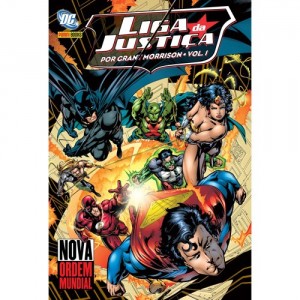 DC
PANINI BOOKS
LIGA da
JUSTIÇA
POR GRANT MORRISON • VOL. 1
NOVA
ORDEM
MUNDIAL